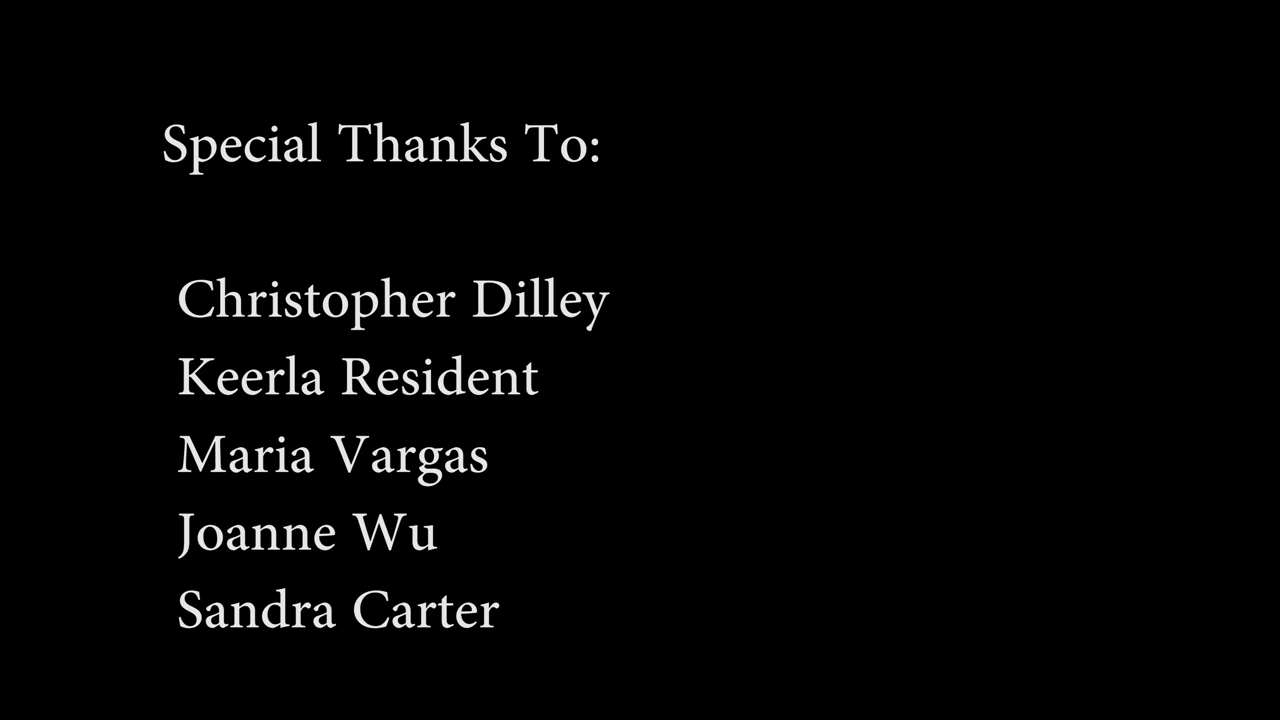 Special Thanks To:
Christopher Dilley
Keerla Resident
Maria Vargas
Joanne Wu
Sandra Carter